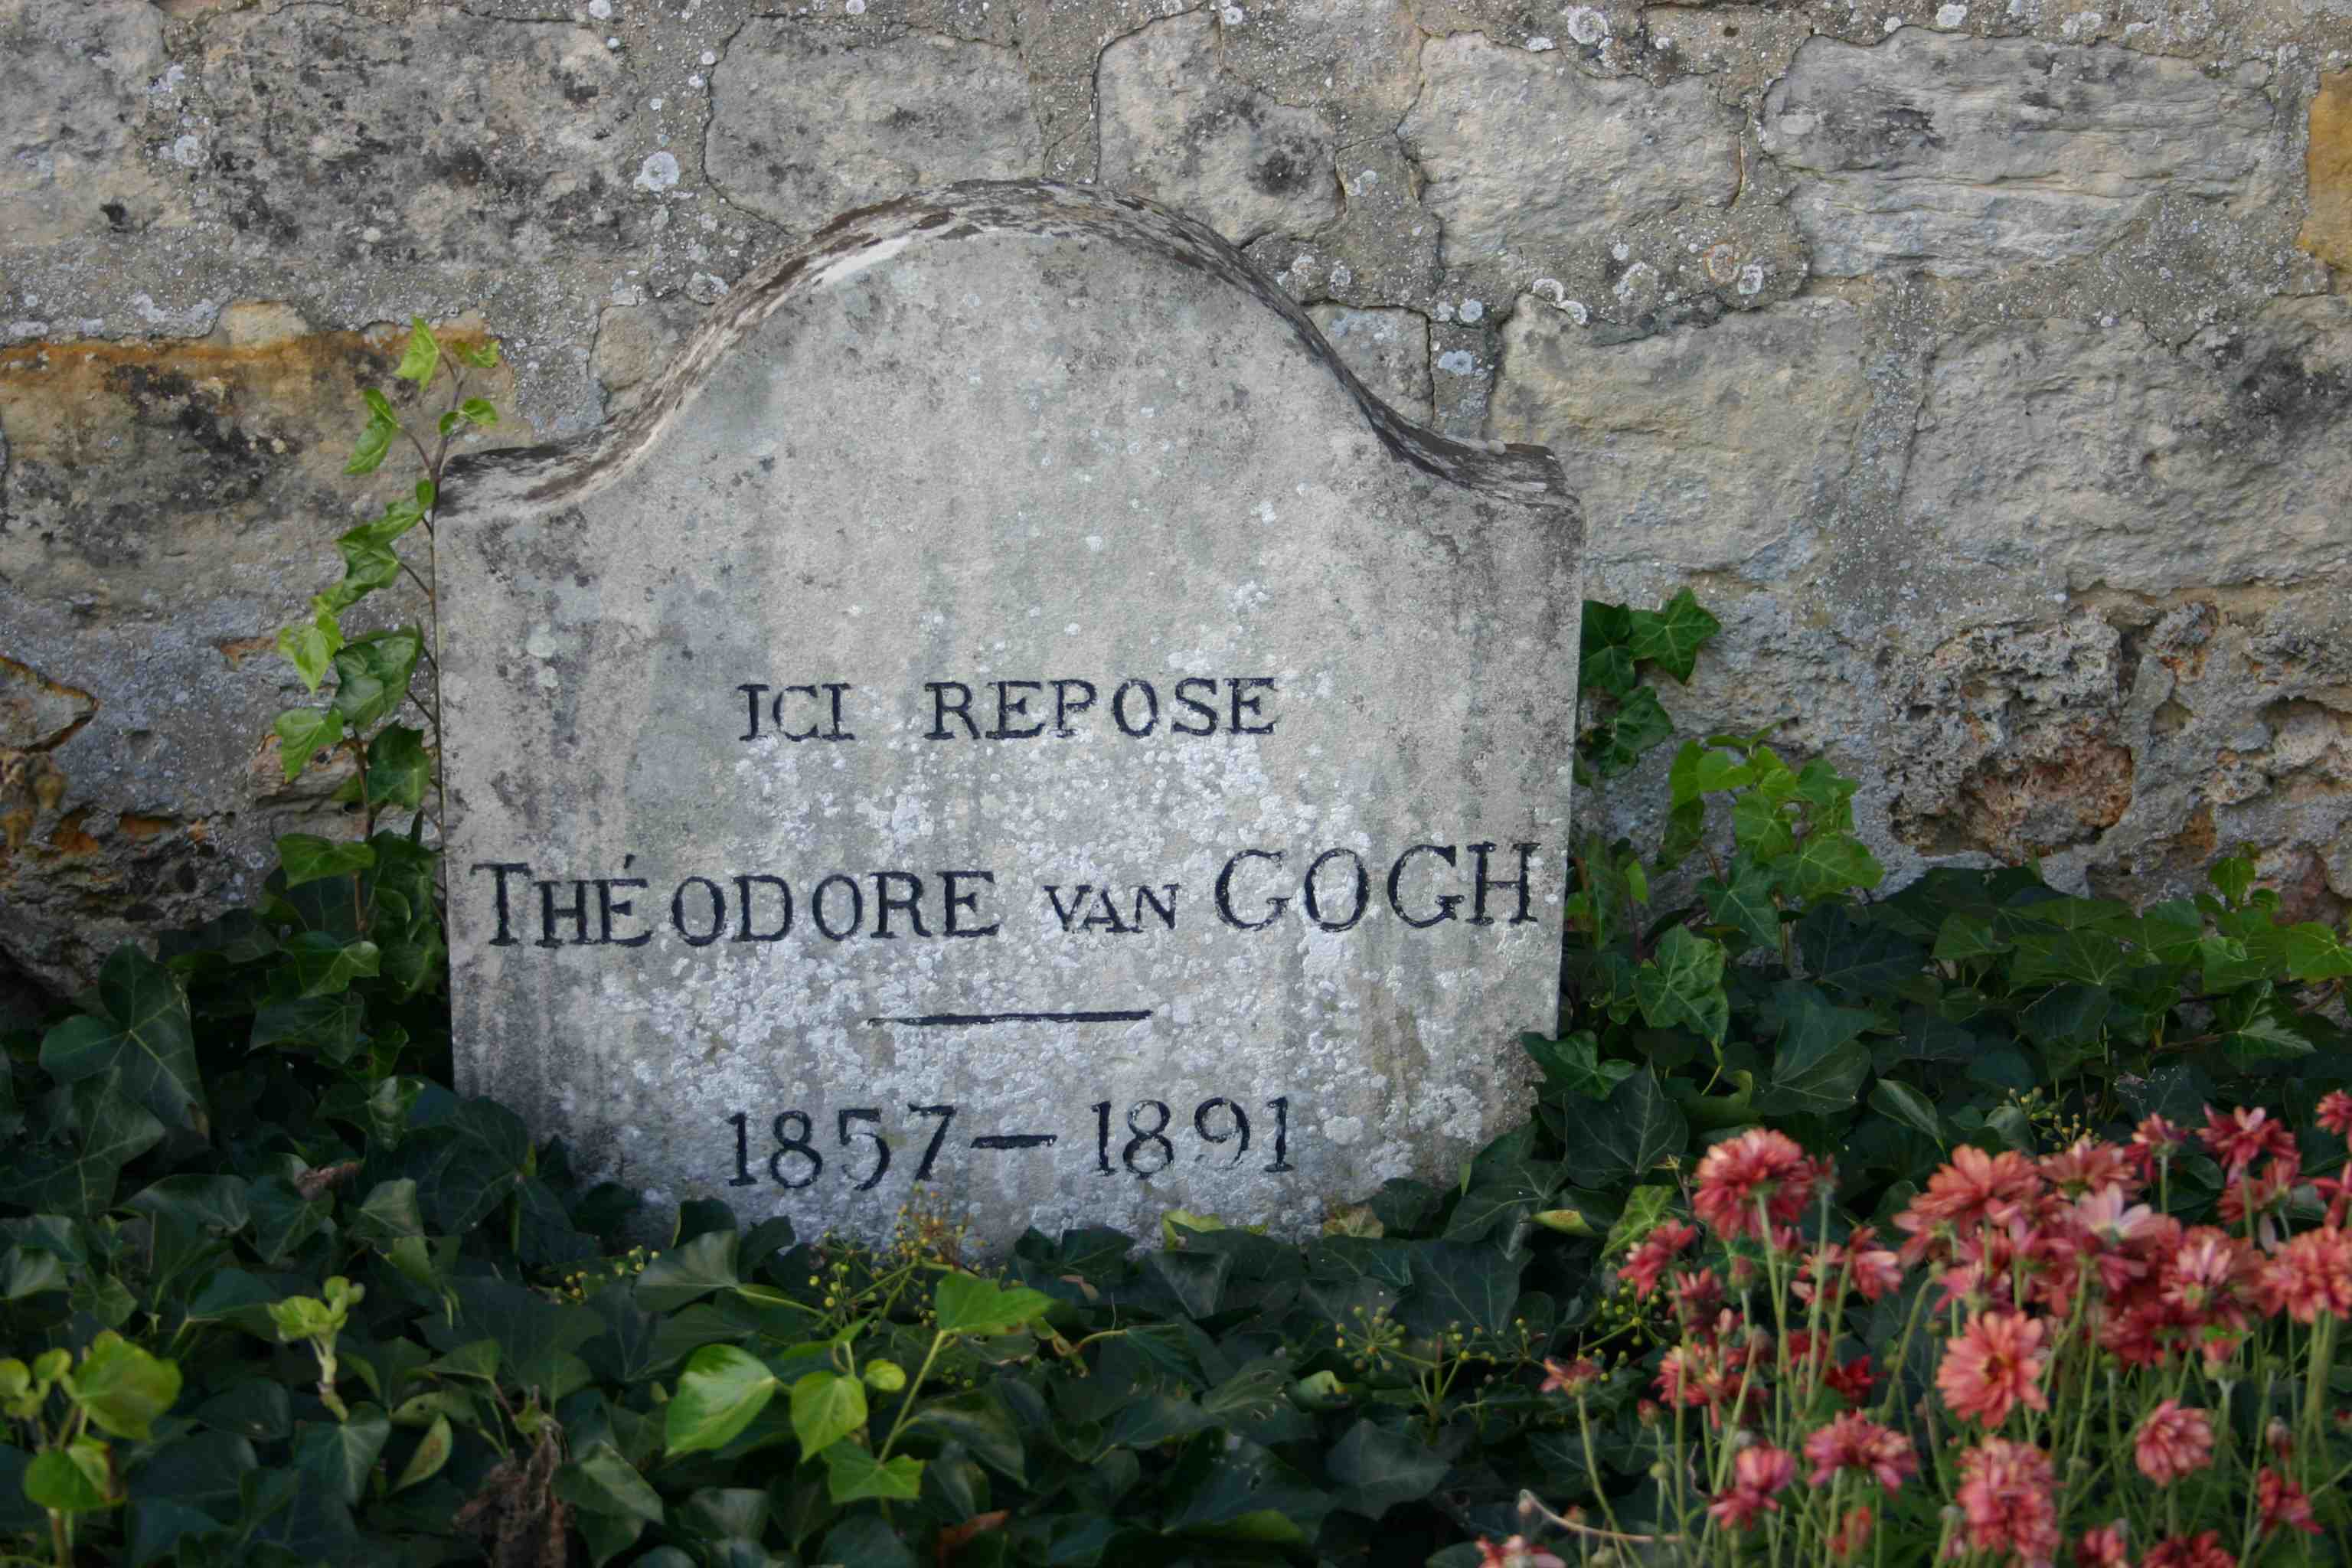 ICI REPOSE
THÉODORE VAN GOGH
1857—1891